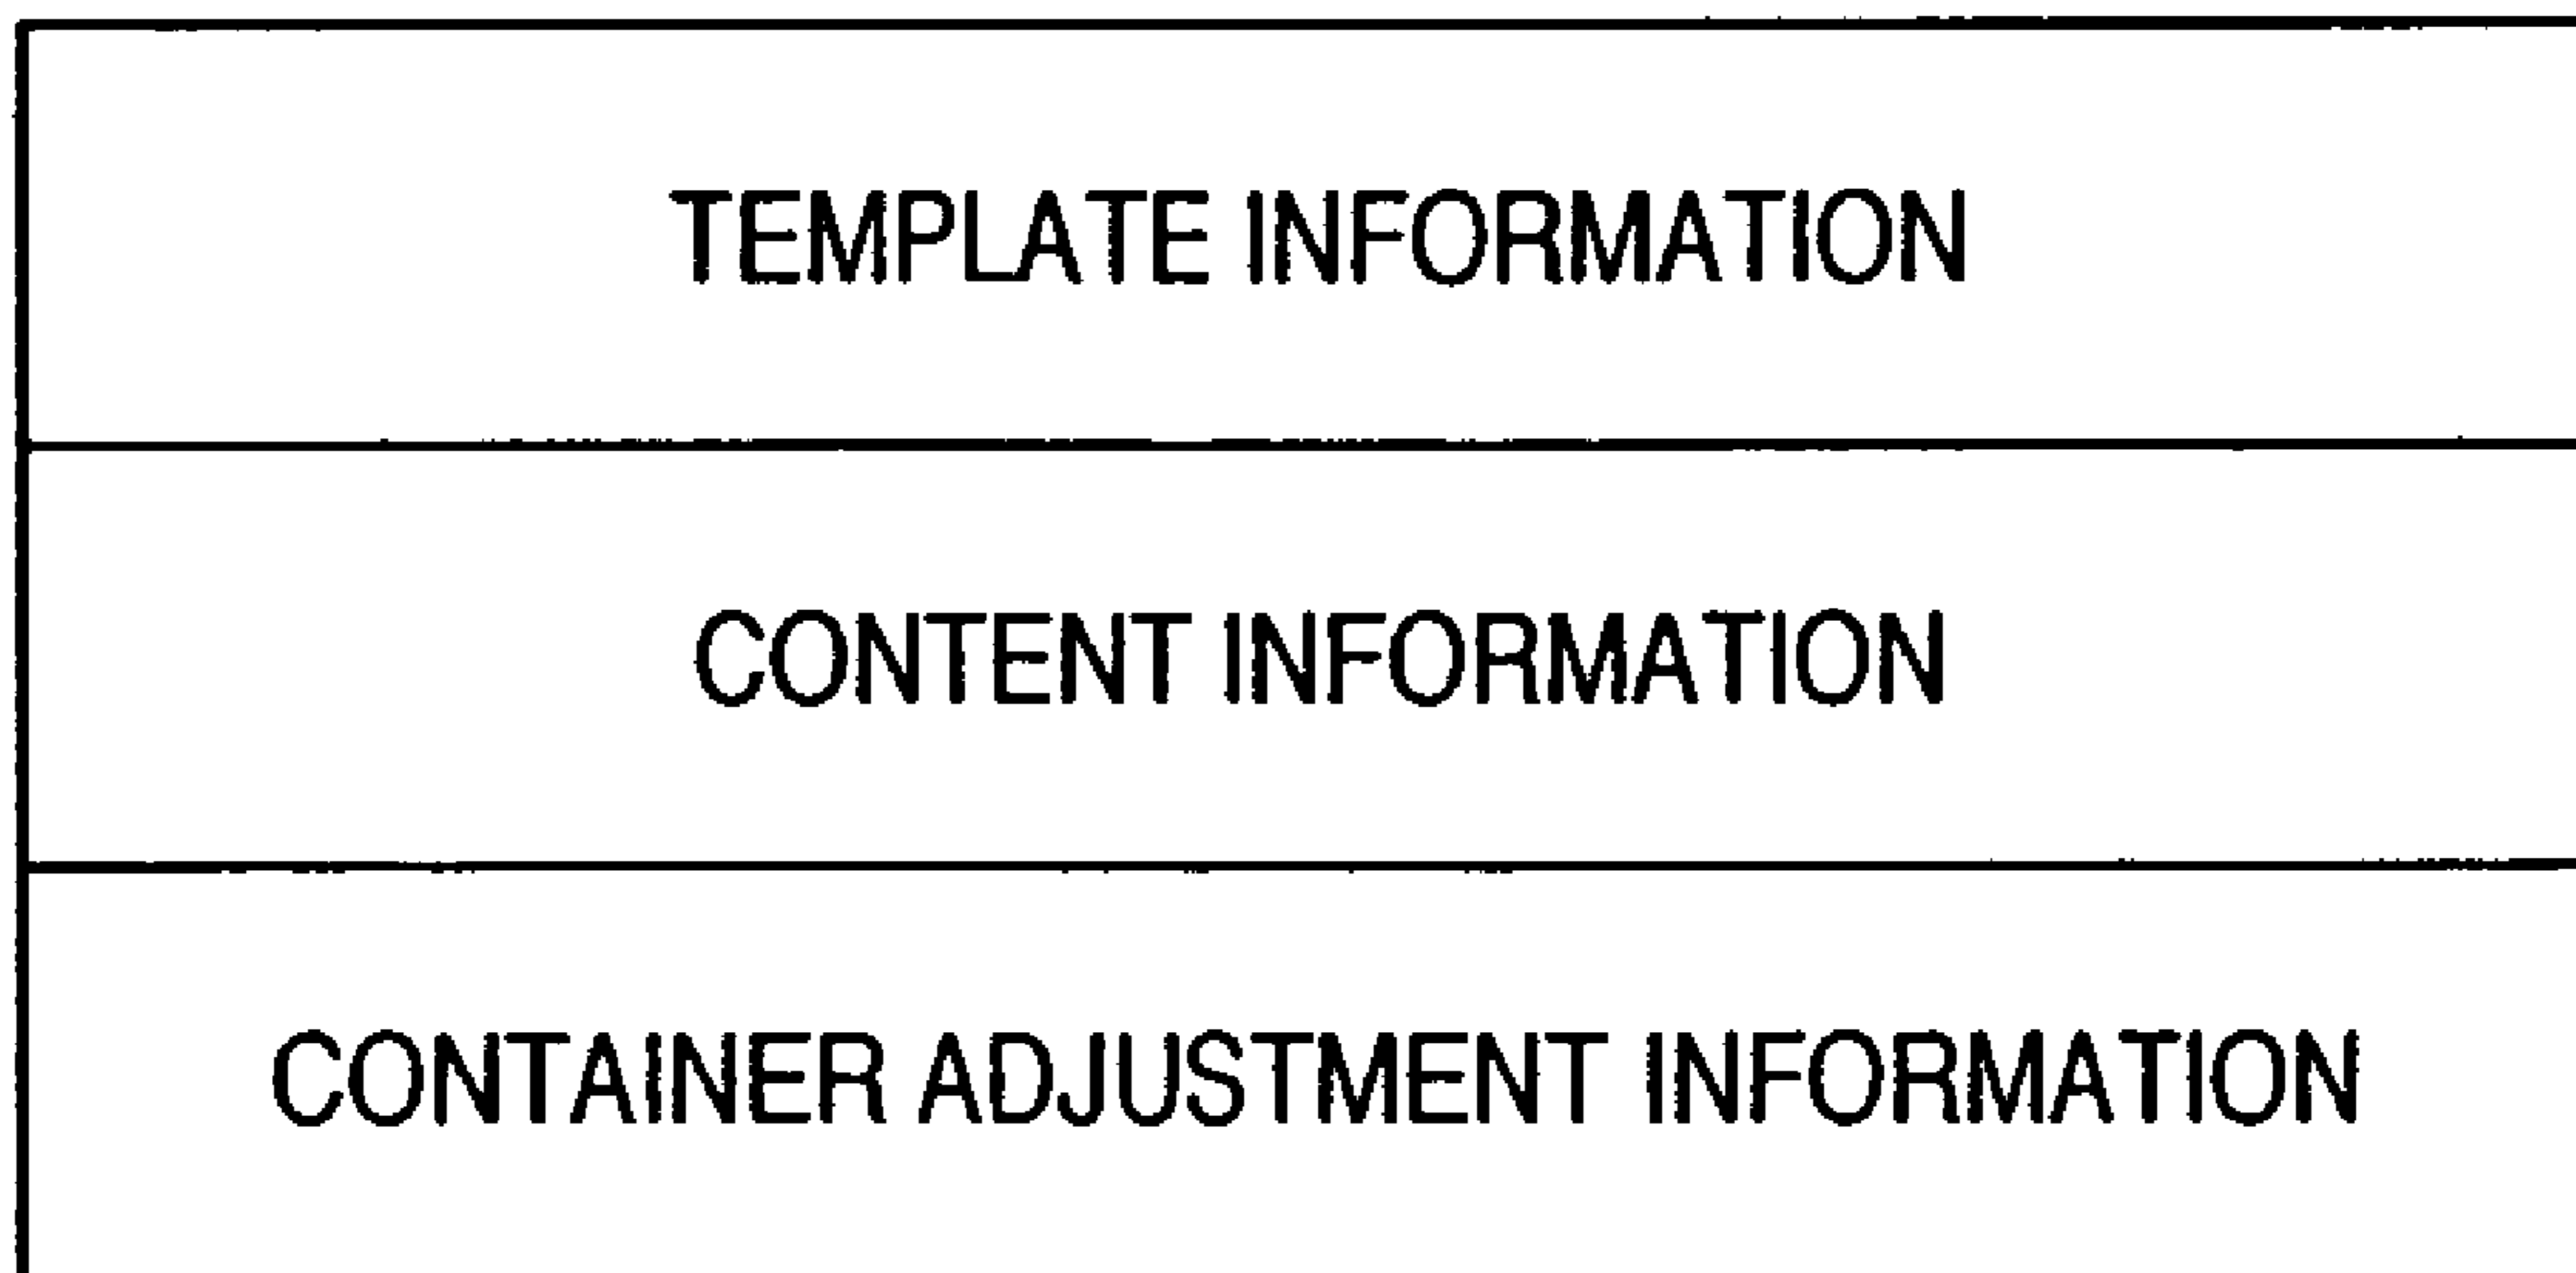 TEMPLATE INFORMATION
CONTENT INFORMATION
CONTAINER ADJUSTMENT INFORMATION